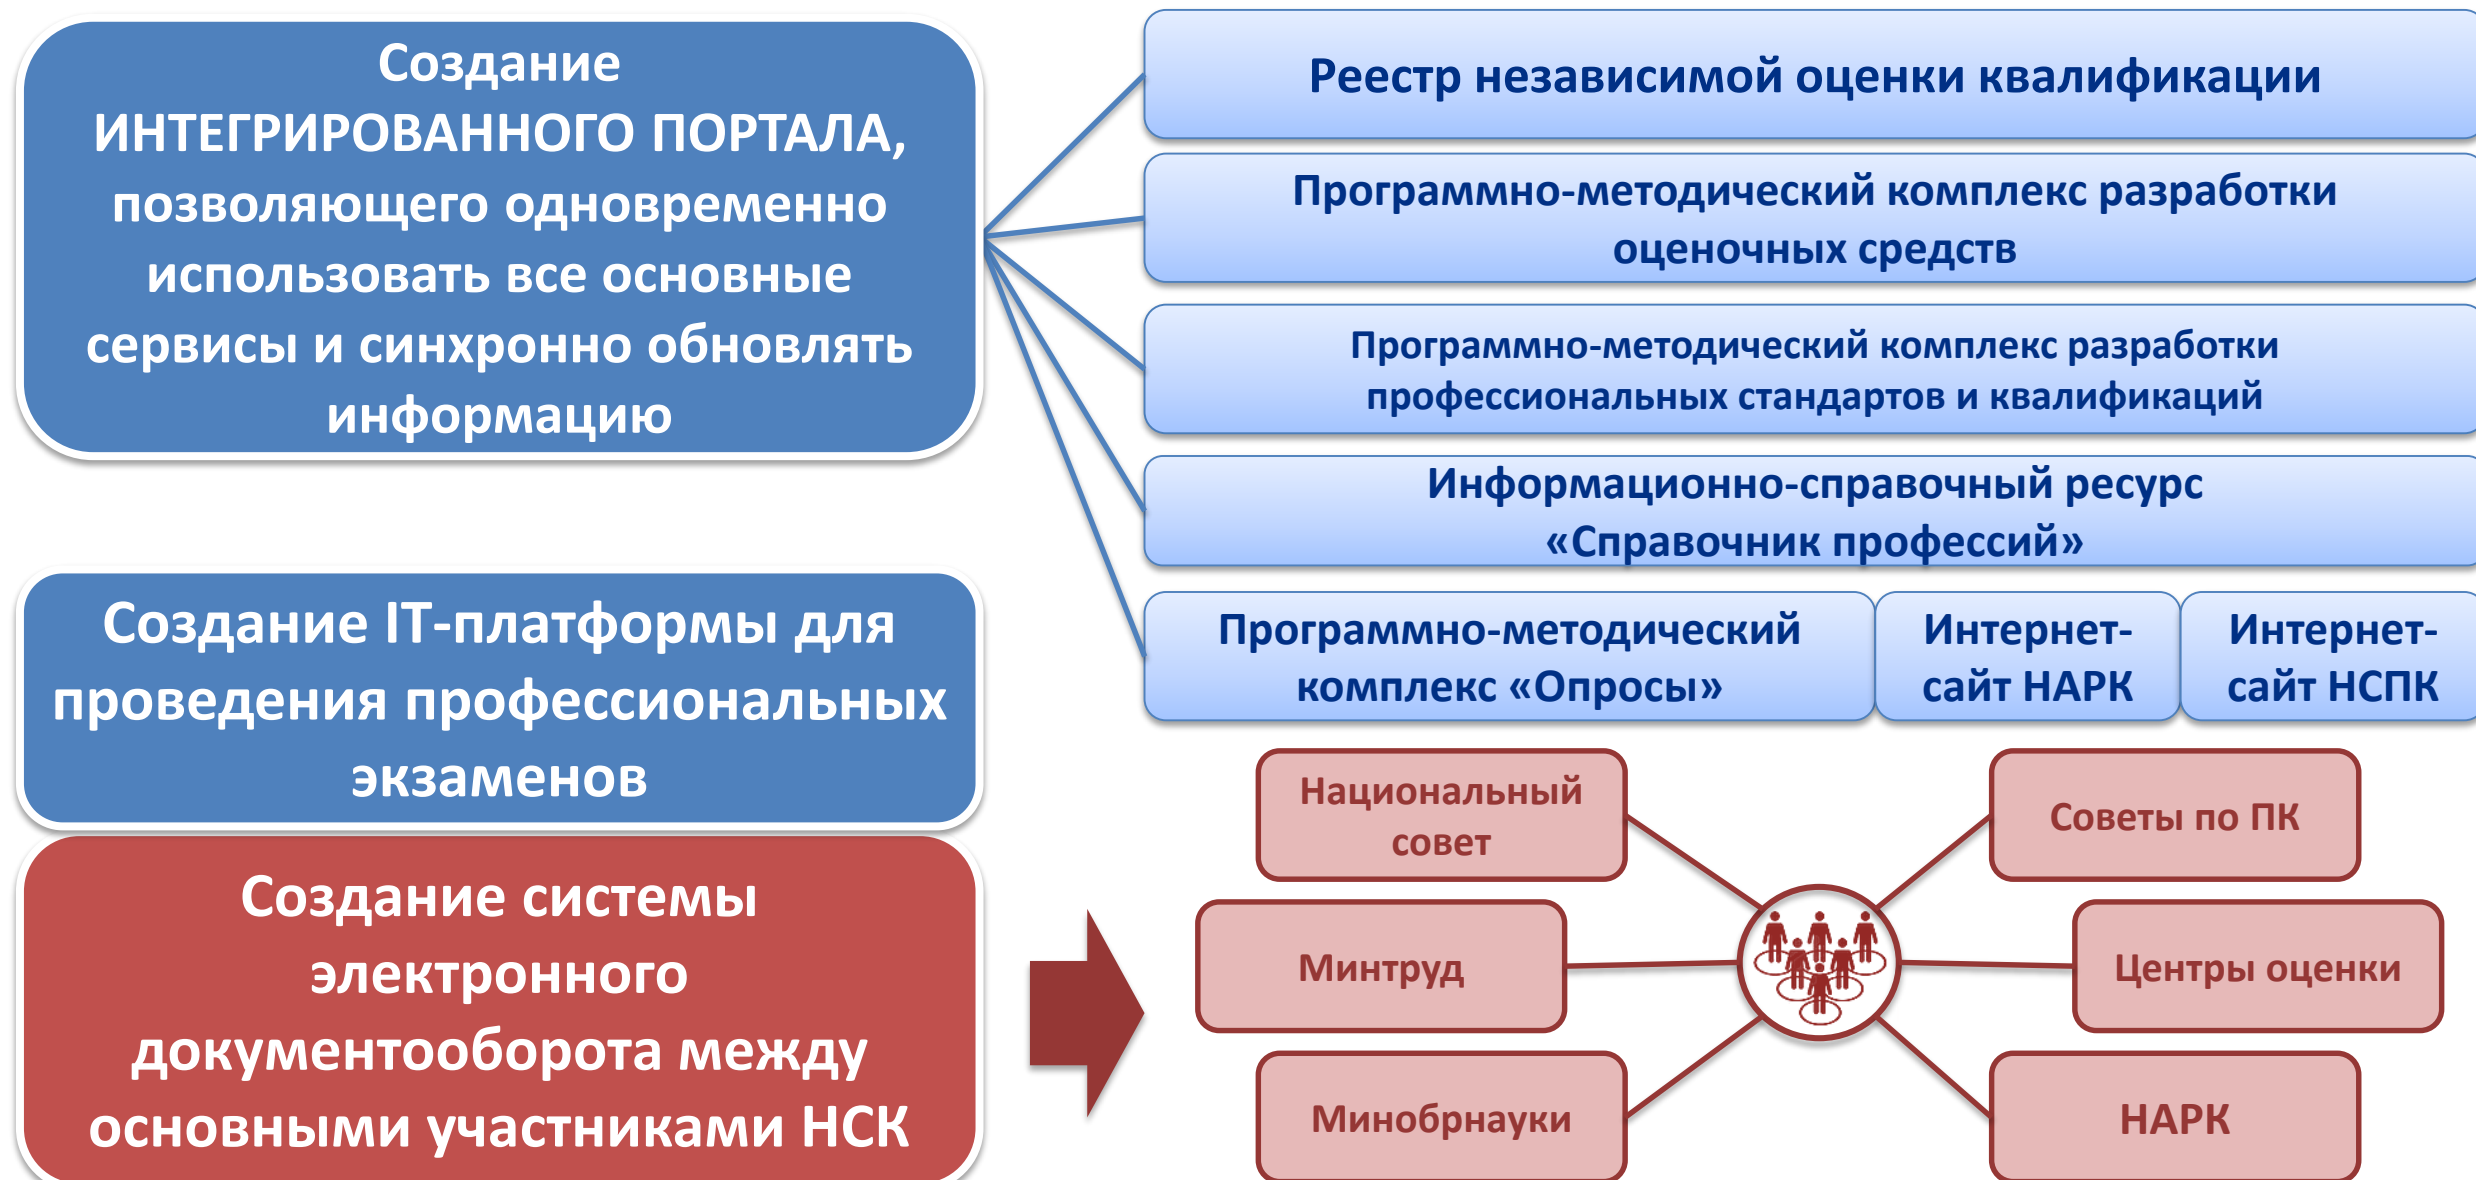 Создание
ИНТЕГРИРОВАННОГО ПОРТАЛА,
позволяющего одновременно
использовать все основные
сервисы и синхронно обновлять
информацию
Реестр независимой оценки квалификации
Программно-методический комплекс разработки
оценочных средств
Программно-методический комплекс разработки
профессиональных стандартов и квалификаций
Информационно-справочный ресурс
«Справочник профессий»
Программно-методический
комплекс «Опросы»
Интернет-
сайт НАРК
Интернет-
сайт НСПК
Создание IT-платформы для
проведения профессиональных
экзаменов
Создание системы
электронного
документооборота между
основными участниками НСК
Национальный
совет
Минтруд
Минобрнауки
Советы по ПК
Центры оценки
НАРК